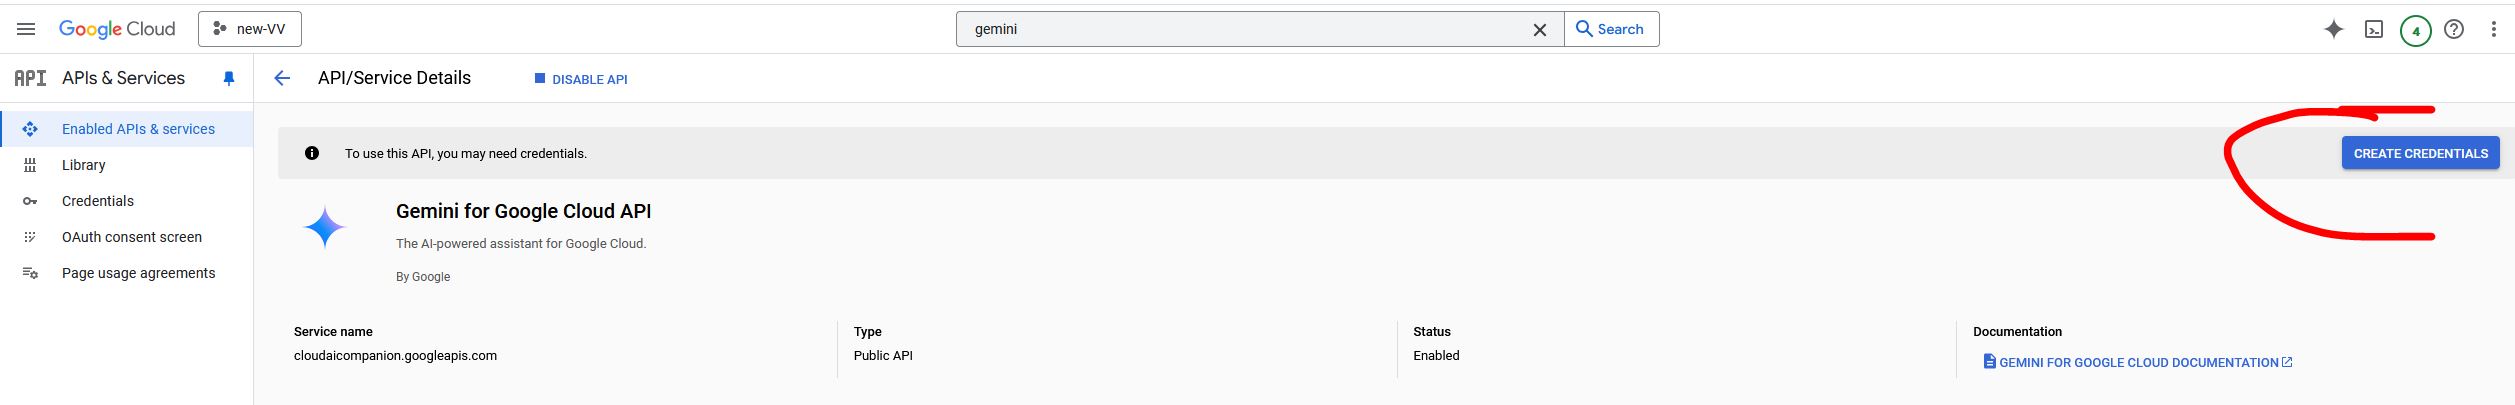 Google Cloud
new-VV
gemini
Search
4
API
APIs & Services
API/Service Details
DISABLE API
Enabled APIs & services
Library
Credentials
OAuth consent screen
Page usage agreements
To use this API, you may need credentials.
CREATE CREDENTIALS
Gemini for Google Cloud API
The AI-powered assistant for Google Cloud.
By Google
Service name
cloudaicompanion.googleapis.com
Type
Public API
Status
Enabled
Documentation
GEMINI FOR GOOGLE CLOUD DOCUMENTATION